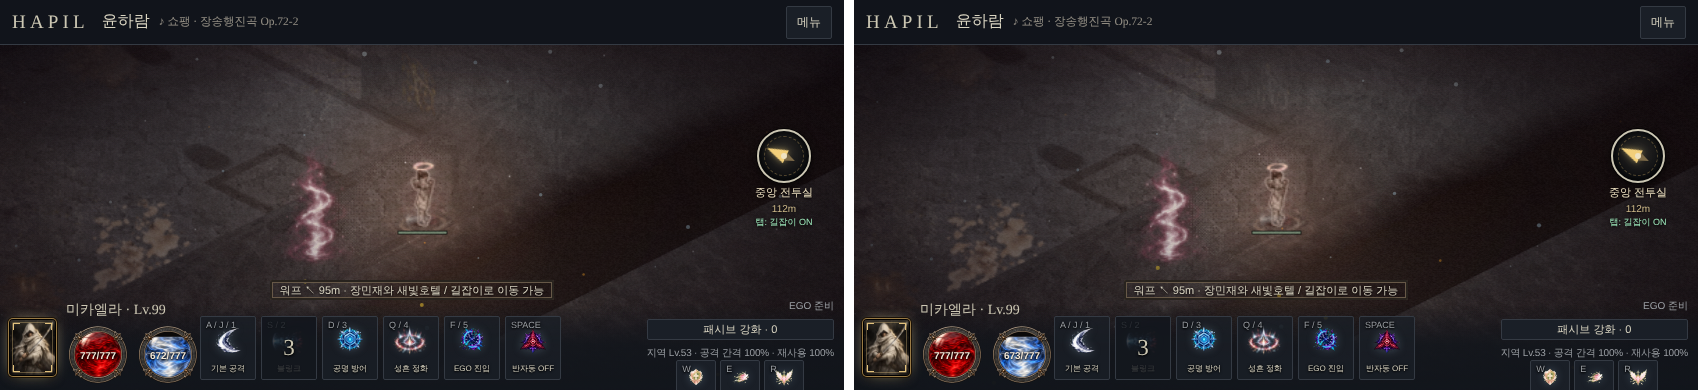 HAPIL 윤하람 ♪ 쇼팽 · 장송행진곡 Op.72-2 메뉴
중앙 전투실
112m
탭: 길잡이 ON
워프 ↖ 95m · 장민재와 새빛호텔 / 길잡이로 이동 가능
미카엘라 · Lv.99
EGO 준비
777/777
672/777
A / J / 1
기본 공격
S / 2
3
블링크
D / 3
공명 방어
Q / 4
성흔 정화
F / 5
EGO 진입
SPACE
반자동 OFF
패시브 강화 · 0
지역 Lv.53 · 공격 간격 100% · 재사용 100%
W E R
HAPIL 윤하람 ♪ 쇼팽 · 장송행진곡 Op.72-2 메뉴
중앙 전투실
112m
탭: 길잡이 ON
워프 ↖ 95m · 장민재와 새빛호텔 / 길잡이로 이동 가능
미카엘라 · Lv.99
EGO 준비
777/777
673/777
A / J / 1
기본 공격
S / 2
3
블링크
D / 3
공명 방어
Q / 4
성흔 정화
F / 5
EGO 진입
SPACE
반자동 OFF
패시브 강화 · 0
지역 Lv.53 · 공격 간격 100% · 재사용 100%
W E R